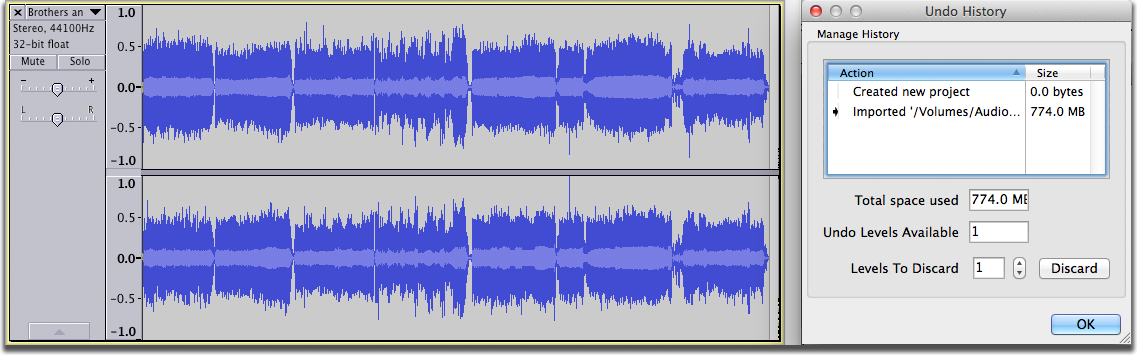 Brothers an
Stereo, 44100Hz
32-bit float
Mute Solo
- +
L R
1.0
0.5
0.0
-0.5
-1.0
1.0
0.5
0.0
-0.5
-1.0
Undo History
Manage History
Action Size
Created new project 0.0 bytes
Imported '/Volumes/Audio... 774.0 MB
Total space used 774.0 ME
Undo Levels Available 1
Levels To Discard 1 Discard
OK